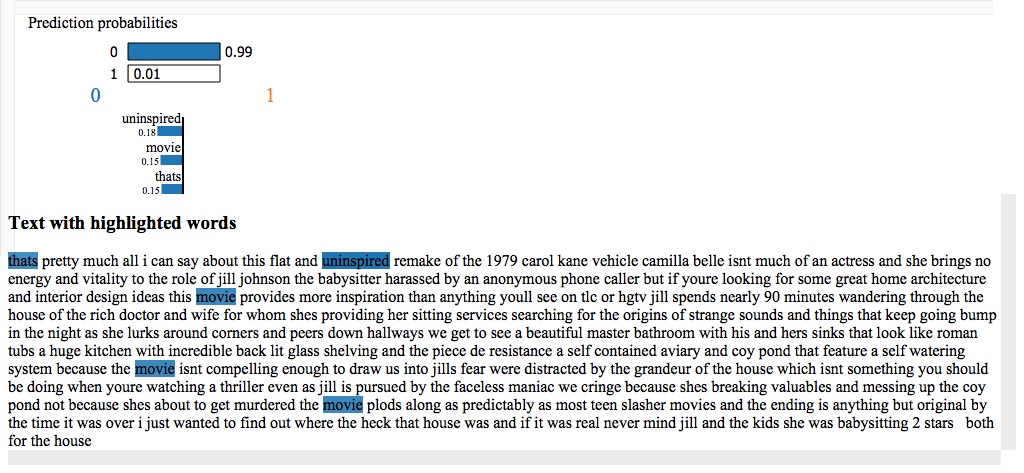 Prediction probabilities
0 0.99
1 0.01
0 1
uninspired
0.18
movie
0.15
thats
0.15
Text with highlighted words
thats pretty much all i can say about this flat and uninspired remake of the 1979 carol kane vehicle camilla belle isnt much of an actress and she brings no
energy and vitality to the role of jill johnson the babysitter harassed by an anonymous phone caller but if youre looking for some great home architecture
and interior design ideas this movie provides more inspiration than anything youll see on tlc or hgtv jill spends nearly 90 minutes wandering through the
house of the rich doctor and wife for whom shes providing her sitting services searching for the origins of strange sounds and things that keep going bump
in the night as she lurks around corners and peers down hallways we get to see a beautiful master bathroom with his and hers sinks that look like roman
tubs a huge kitchen with incredible back lit glass shelving and the piece de resistance a self contained aviary and coy pond that feature a self watering
system because the movie isnt compelling enough to draw us into jills fear were distracted by the grandeur of the house which isnt something you should
be doing when youre watching a thriller even as jill is pursued by the faceless maniac we cringe because shes breaking valuables and messing up the coy
pond not because shes about to get murdered the movie plods along as predictably as most teen slasher movies and the ending is anything but original by
the time it was over i just wanted to find out where the heck that house was and if it was real never mind jill and the kids she was babysitting 2 stars both
for the house